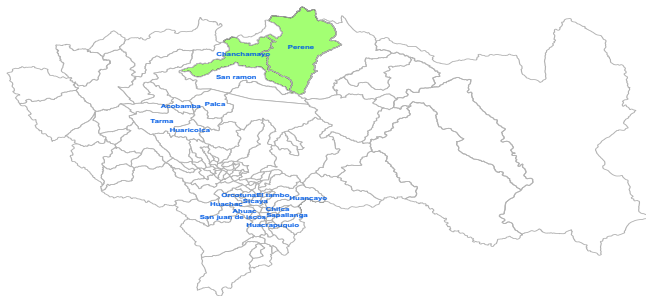 Perene
Chanchamayo
San ramon
Acobamba
Palca
Tarma
Huaricolca
Orcotuna
El tambo
Huancayo
Sicaya
Huachac
Chilca
Ahuac
Sapallanga
San juan de iscos
Huacrapuquio